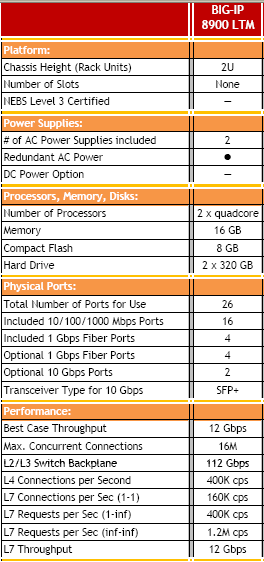 BIG-IP
8900 LTM
Platform:
Chassis Height (Rack Units) 2U
Number of Slots None
NEBS Level 3 Certified —
Power Supplies:
# of AC Power Supplies included 2
Redundant AC Power ●
DC Power Option —
Processors, Memory, Disks:
Number of Processors 2 x quadcore
Memory 16 GB
Compact Flash 8 GB
Hard Drive 2 x 320 GB
Physical Ports:
Total Number of Ports for Use 26
Included 10/100/1000 Mbps Ports 16
Included 1 Gbps Fiber Ports 4
Optional 1 Gbps Fiber Ports 4
Optional 10 Gbps Ports 2
Transceiver Type for 10 Gbps SFP+
Performance:
Best Case Throughput 12 Gbps
Max. Concurrent Connections 16M
L2/L3 Switch Backplane 112 Gbps
L4 Connections per Second 400K cps
L7 Connections per Sec (1-1) 160K cps
L7 Requests per Sec (1-inf) 400K cps
L7 Requests per Sec (inf-inf) 1.2M cps
L7 Throughput 12 Gbps